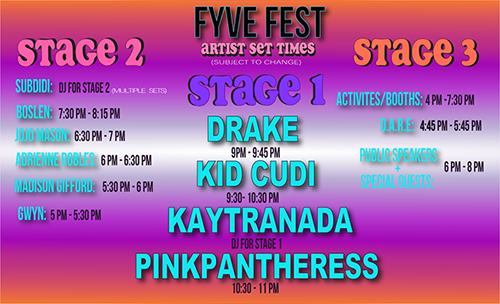 FYVE FEST
ARTIST SET TIMES
(SUBJECT TO CHANGE)
STAGE 2
SUBDIDI: DJ FOR STAGE 2 (MULTIPLE SETS)
BOSLEN: 7:30 PM - 8:15 PM
JOJO MASON: 6:30 PM - 7 PM
ADRIENNE ROBLES: 6 PM - 6:30 PM
MADISON GIFFORD: 5:30 PM - 6 PM
GWYN: 5 PM - 5:30 PM
STAGE 1
DRAKE
9PM - 9:45 PM
KID CUDI
9:30- 10:30 PM
KAYTRANADA
DJ FOR STAGE 1
PINKPANTHERESS
10:30 - 11 PM
STAGE 3
ACTIVITES/BOOTHS: 4 PM -7:30 PM
4:45 PM - 5:45 PM
PUBLIC SPEAKERS
+
SPECIAL GUESTS:
6 PM - 8 PM